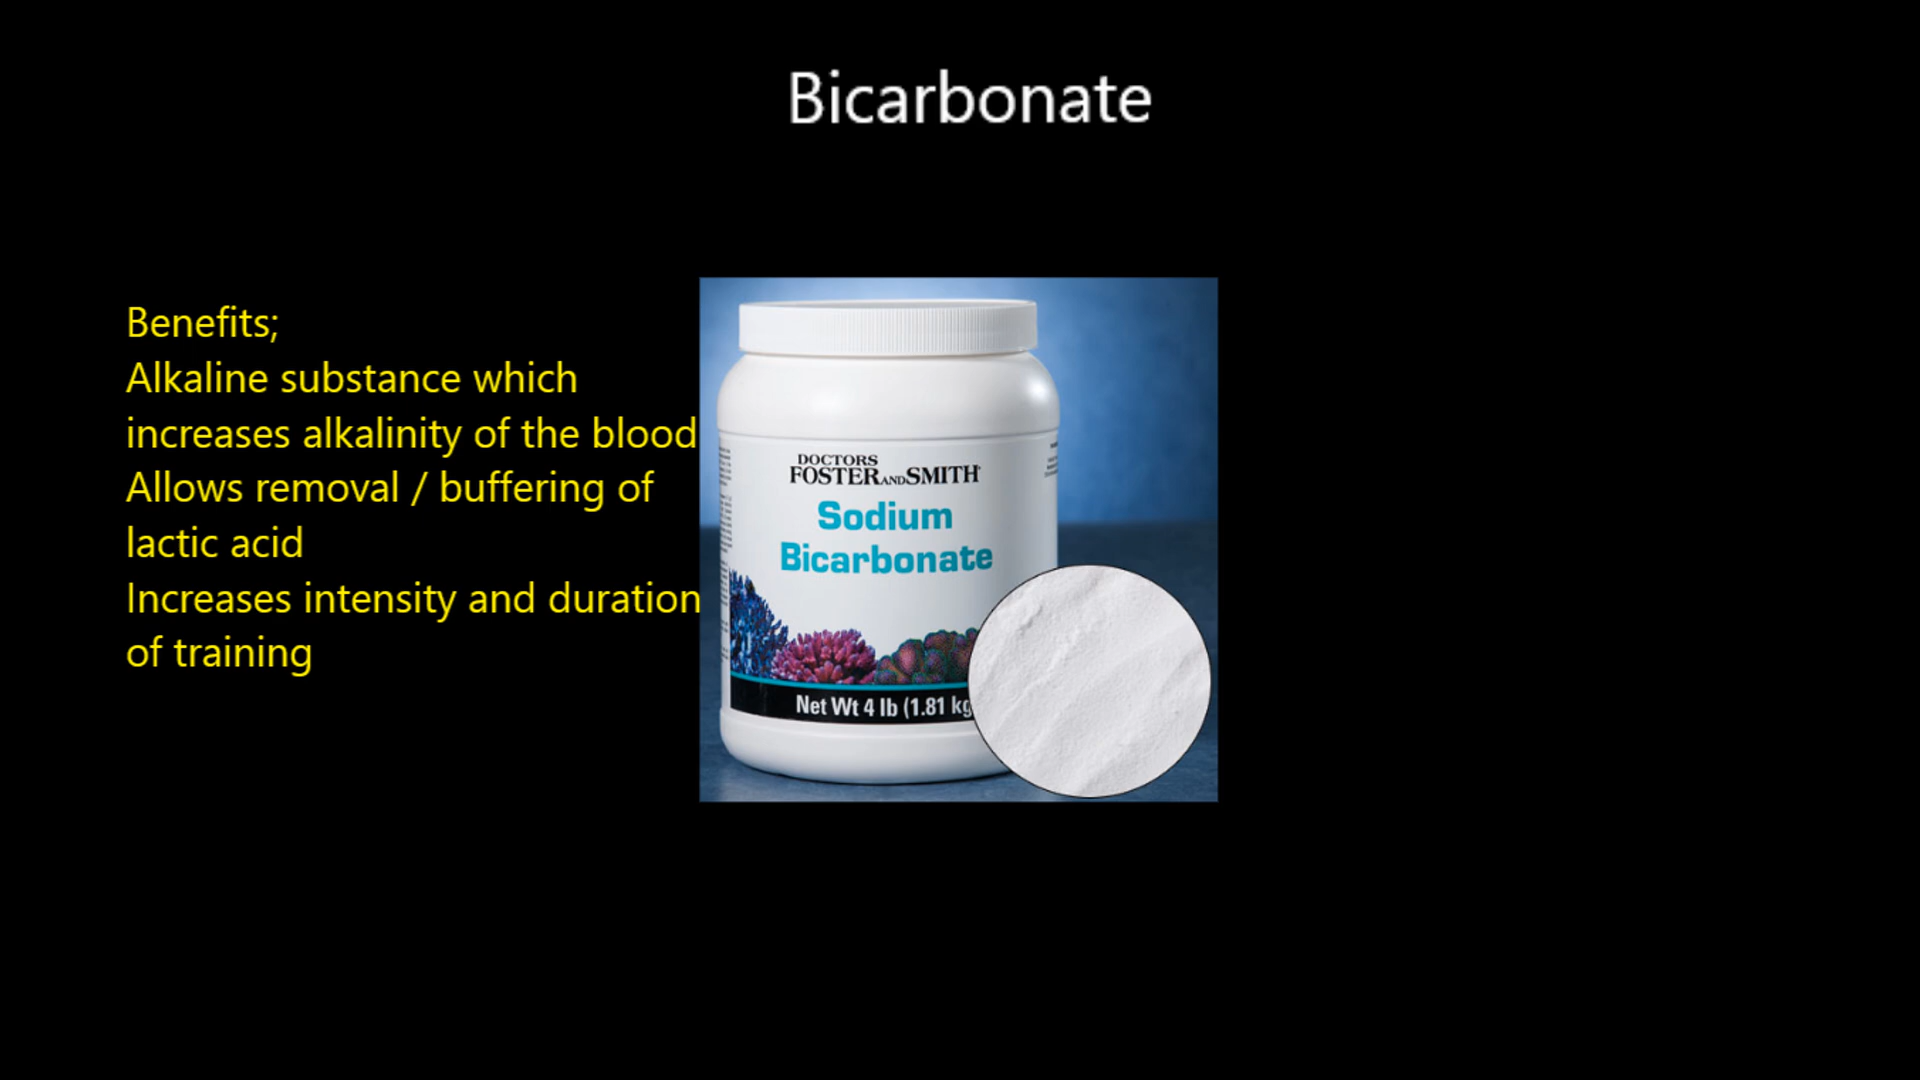 Bicarbonate
Benefits;
Alkaline substance which
increases alkalinity of the blood
Allows removal / buffering of
lactic acid
Increases intensity and duration
of training
DOCTORS
FOSTER AND SMITH
Sodium
Bicarbonate
Net Wt 4 lb (1.81 kg